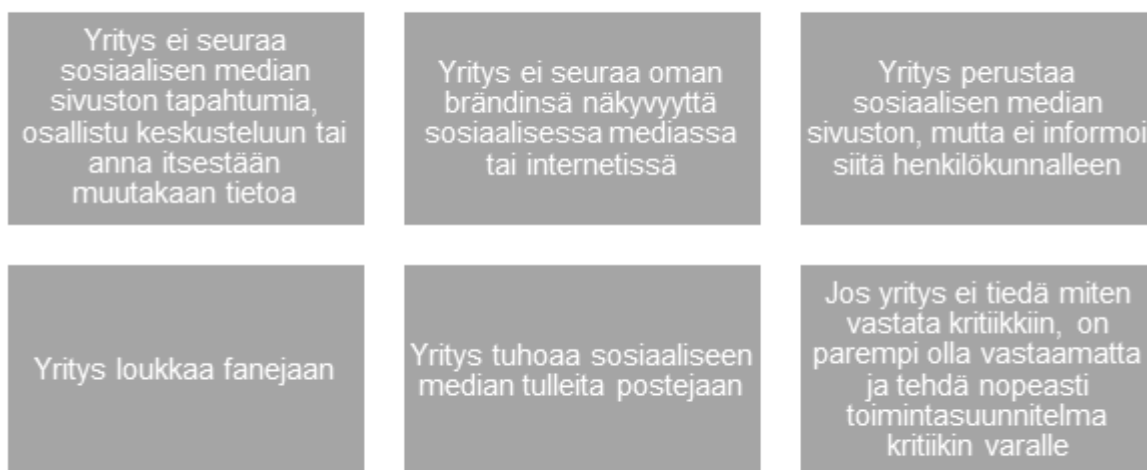 Yritys ei seuraa
sosiaalisen median
sivuston tapahtumia,
osallistu keskusteluun tai
anna itsestään
muutakaan tietoa
Yritys ei seuraa oman
brändinsä näkyvyyttä
sosiaalisessa mediassa
tai internetissä
Yritys perustaa
sosiaalisen median
sivuston, mutta ei informoi
siitä henkilökunnalleen
Yritys loukkaa fanejaan
Yritys tuhoaa sosiaaliseen
median tulleita postejaan
Jos yritys ei tiedä miten
vastata kritiikkiin, on
parempi olla vastaamatta
ja tehdä nopeasti
toimintasuunnitelma
kritiikin varalle